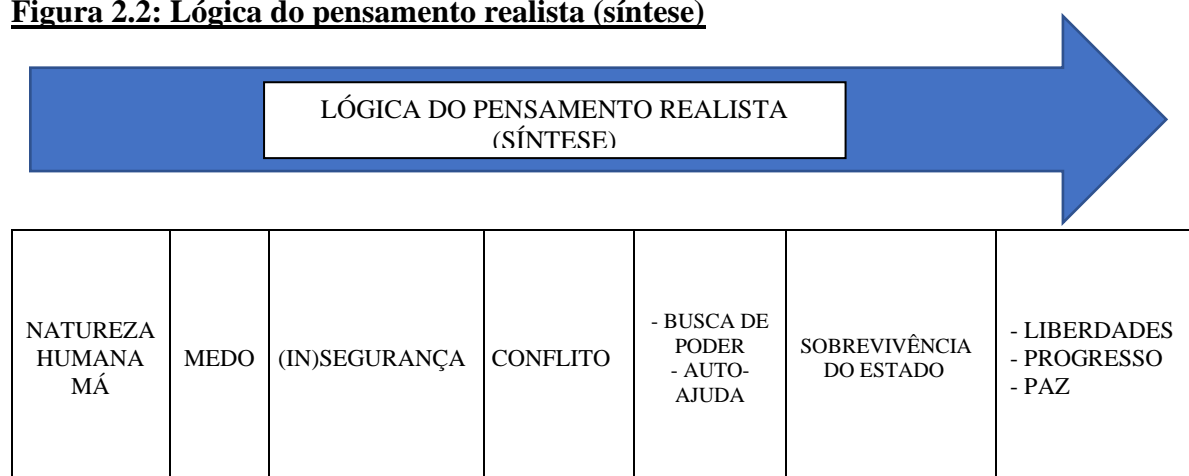 Figura 2.2: Lógica do pensamento realista (síntese)
LÓGICA DO PENSAMENTO REALISTA
(SÍNTESE)
NATUREZA
HUMANA
MÁ
MEDO
(IN)SEGURANÇA
CONFLITO
- BUSCA DE
PODER
- AUTO-
AJUDA
SOBREVIVÊNCIA
DO ESTADO
- LIBERDADES
- PROGRESSO
- PAZ